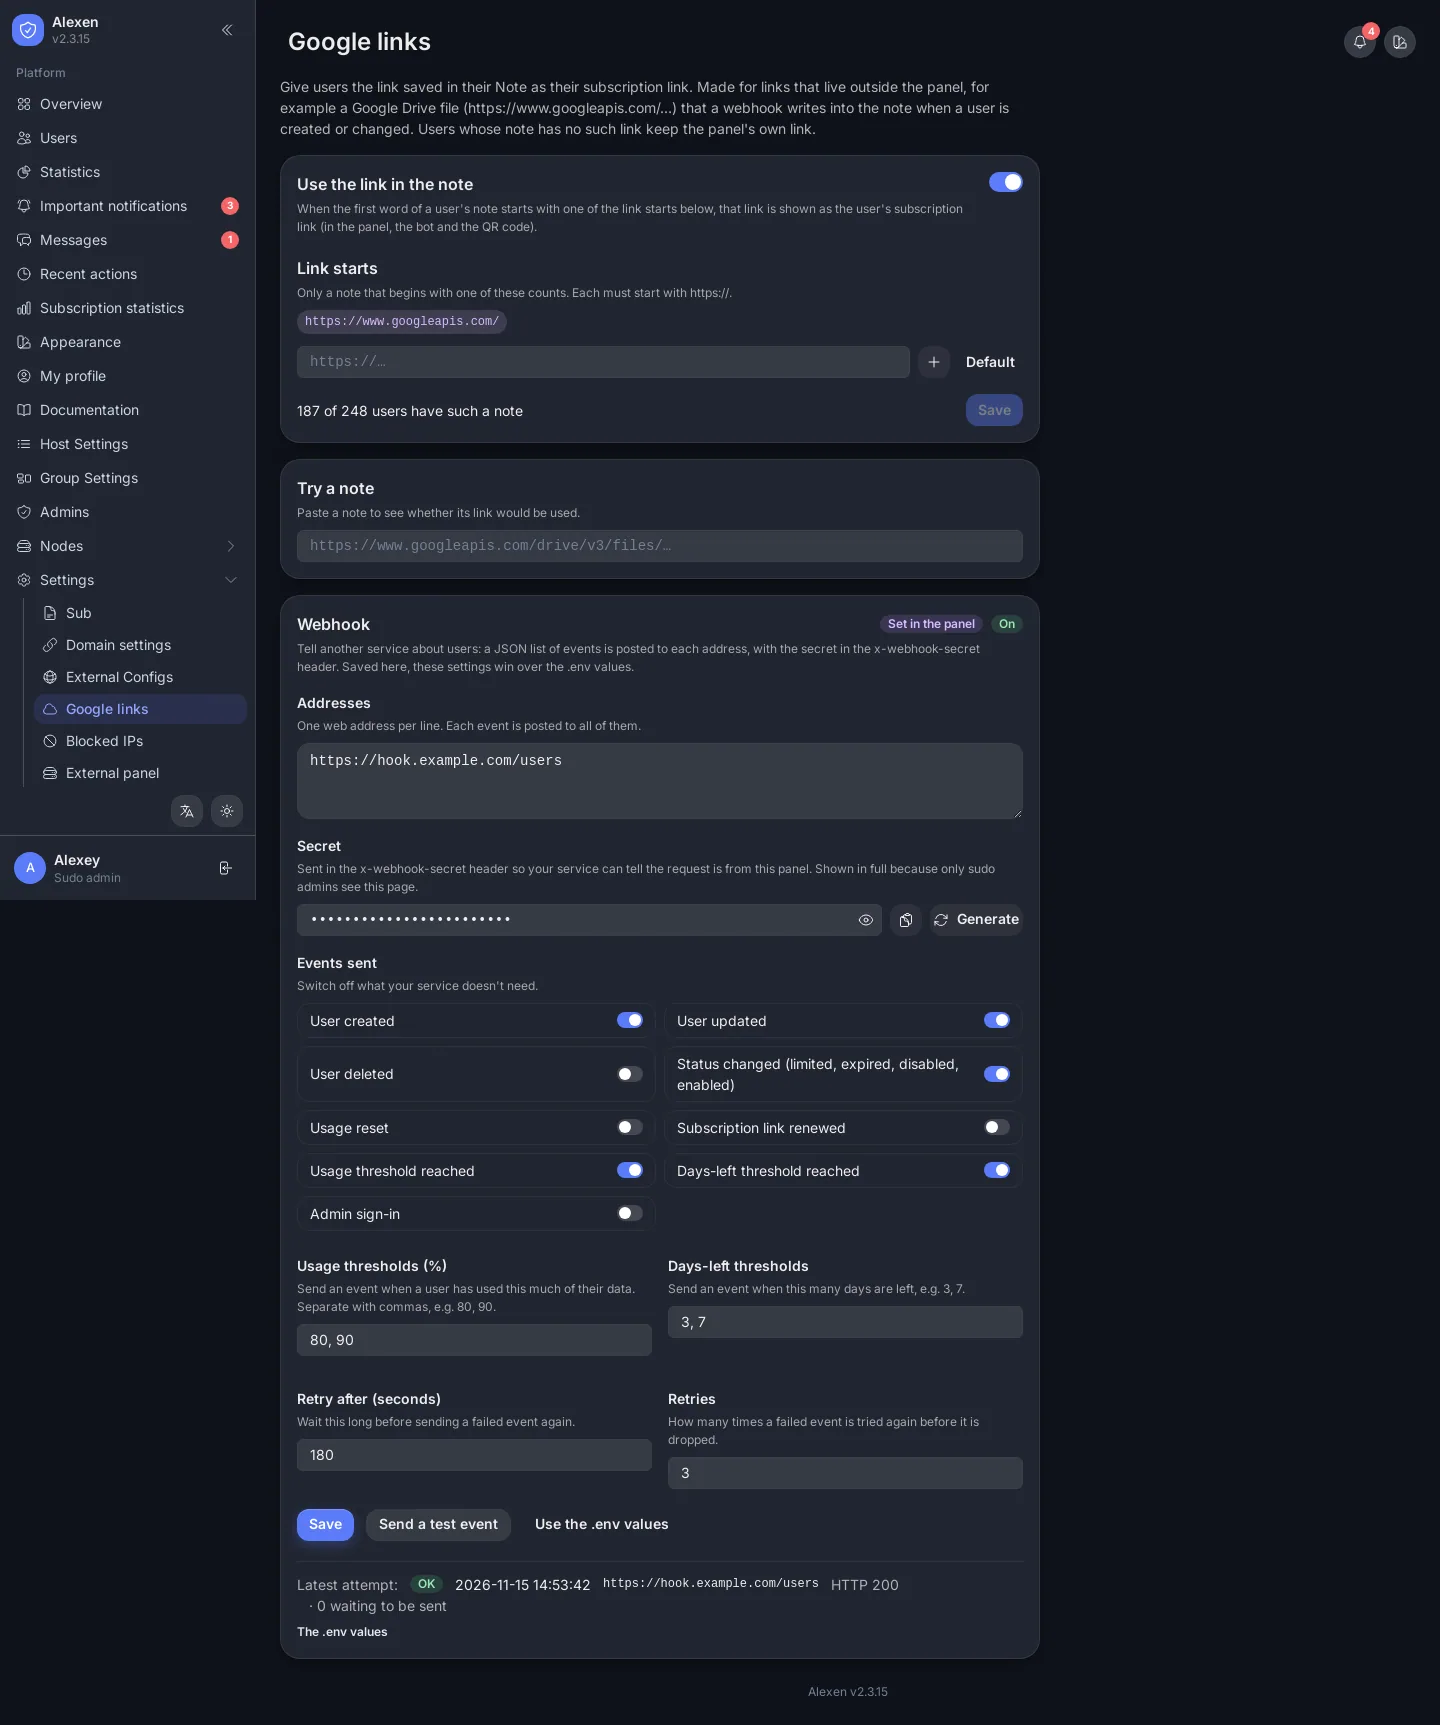 Alexen
v2.3.15
Platform
Overview
Users
Statistics
Important notifications
3
Messages
1
Recent actions
Subscription statistics
Appearance
My profile
Documentation
Host Settings
Group Settings
Admins
Nodes
Settings
Sub
Domain settings
External Configs
Google links
Blocked IPs
External panel
A
Alexey
Sudo admin
Google links
4
Give users the link saved in their Note as their subscription link. Made for links that live outside the panel, for
example a Google Drive file (https://www.googleapis.com/...) that a webhook writes into the note when a user is
created or changed. Users whose note has no such link keep the panel's own link.
Use the link in the note
When the first word of a user's note starts with one of the link starts below, that link is shown as the user's subscription
link (in the panel, the bot and the QR code).
Link starts
Only a note that begins with one of these counts. Each must start with https://.
https://www.googleapis.com/
https://…
Default
187 of 248 users have such a note
Save
Try a note
Paste a note to see whether its link would be used.
https://www.googleapis.com/drive/v3/files/…
Webhook
Set in the panel
On
Tell another service about users: a JSON list of events is posted to each address, with the secret in the x-webhook-secret
header. Saved here, these settings win over the .env values.
Addresses
One web address per line. Each event is posted to all of them.
https://hook.example.com/users
Secret
Sent in the x-webhook-secret header so your service can tell the request is from this panel. Shown in full because only sudo
admins see this page.
••••••••••••••••••••••••
Generate
Events sent
Switch off what your service doesn't need.
User created
User updated
User deleted
Status changed (limited, expired, disabled,
enabled)
Usage reset
Subscription link renewed
Usage threshold reached
Days-left threshold reached
Admin sign-in
Usage thresholds (%)
Send an event when a user has used this much of their data.
Separate with commas, e.g. 80, 90.
80, 90
Days-left thresholds
Send an event when this many days are left, e.g. 3, 7.
3, 7
Retry after (seconds)
Wait this long before sending a failed event again.
180
Retries
How many times a failed event is tried again before it is
dropped.
3
Save
Send a test event
Use the .env values
Latest attempt: OK 2026-11-15 14:53:42 https://hook.example.com/users HTTP 200
· 0 waiting to be sent
The .env values
Alexen v2.3.15